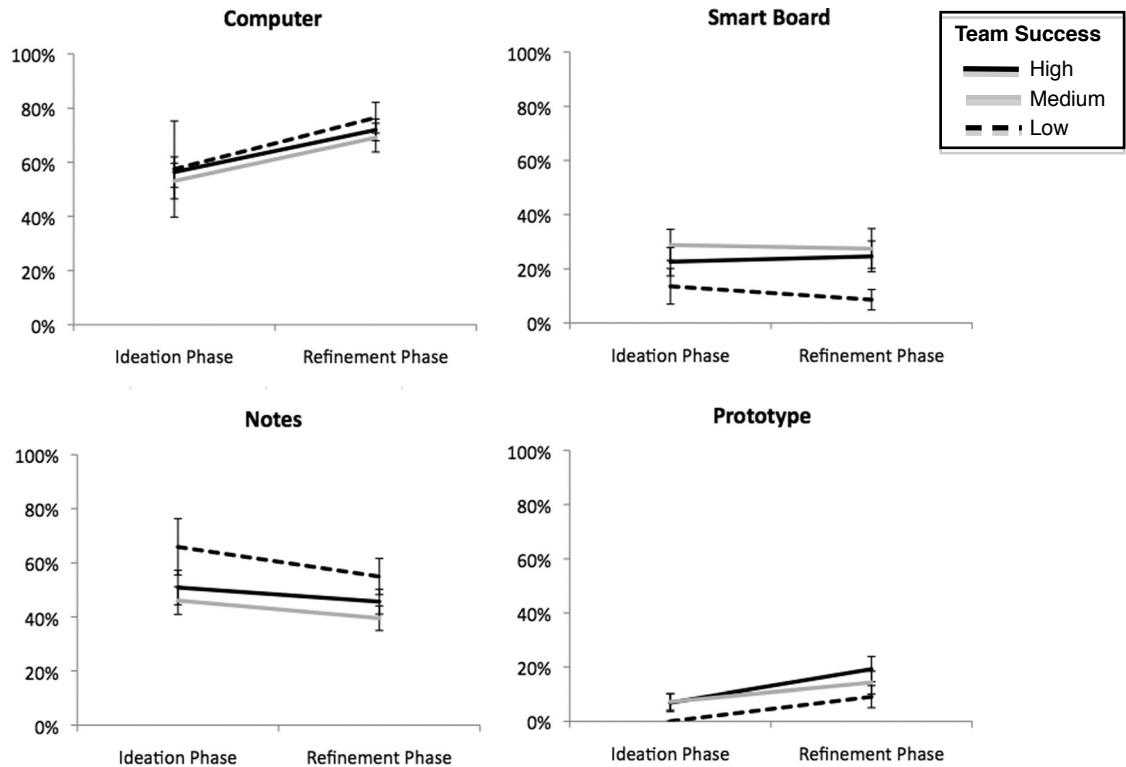 Computer
100%
80%
60%
40%
20%
0%
Ideation Phase Refinement Phase
Smart Board
100%
80%
60%
40%
20%
0%
Ideation Phase Refinement Phase
Team Success
High
Medium
Low
Notes
100%
80%
60%
40%
20%
0%
Ideation Phase Refinement Phase
Prototype
100%
80%
60%
40%
20%
0%
Ideation Phase Refinement Phase